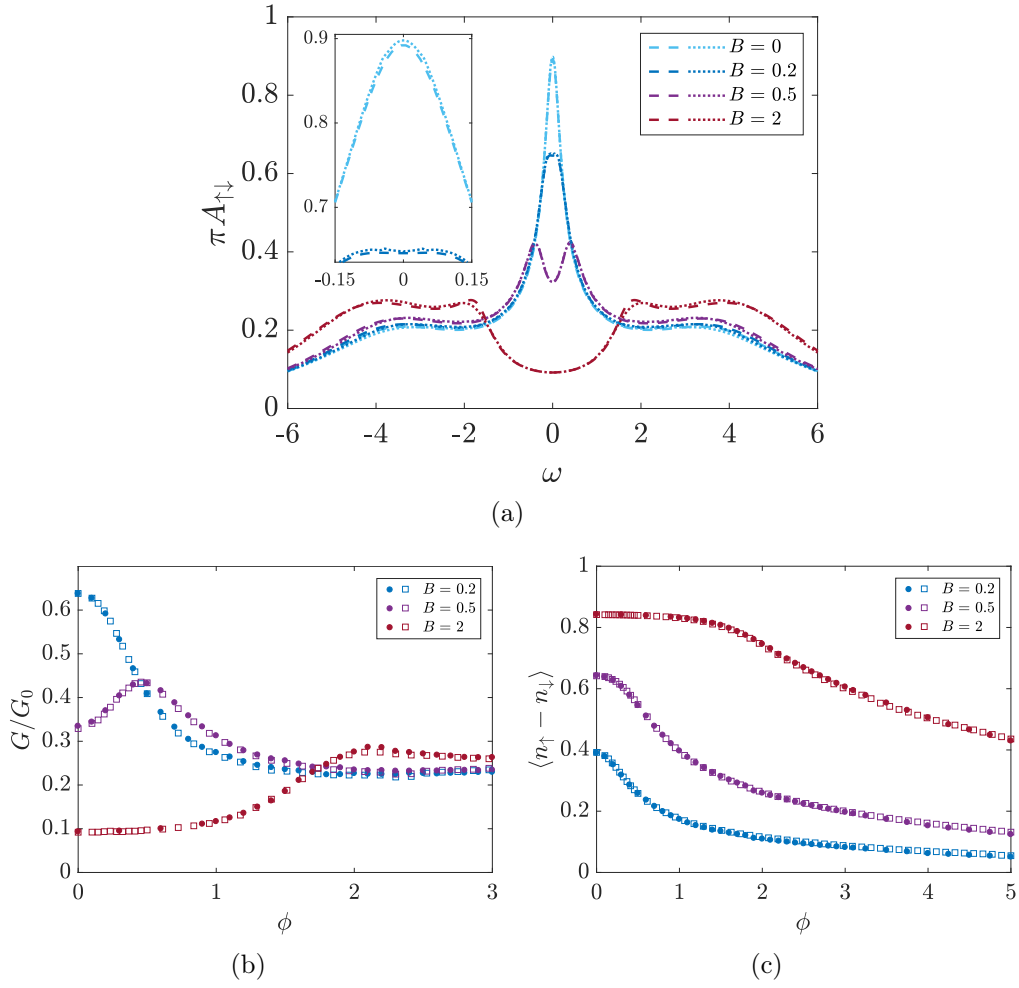 1
0.8
0.6
0.4
0.2
0
πA↑↓
-6 -4 -2 0 2 4 6
ω
0.9
0.8
0.7
-0.15 0 0.15
B = 0
B = 0.2
B = 0.5
B = 2
(a)
0.6
0.5
0.4
0.3
0.2
0.1
0
G/G₀
0 1 2 3
ϕ
B = 0.2
B = 0.5
B = 2
(b)
1
0.8
0.6
0.4
0.2
0
⟨n↑ − n↓⟩
0 1 2 3 4 5
ϕ
B = 0.2
B = 0.5
B = 2
(c)